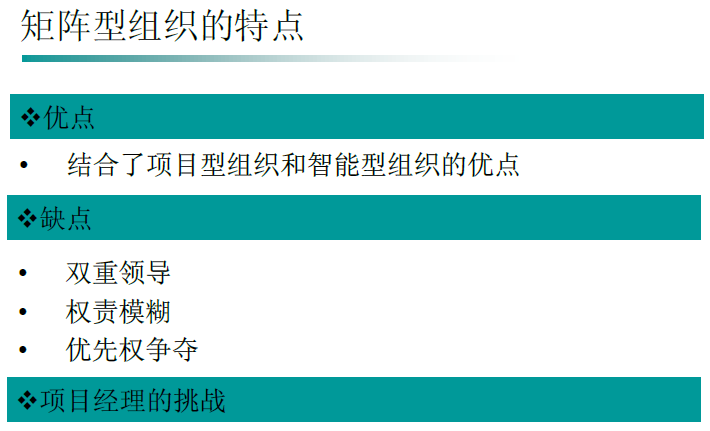 矩阵型组织的特点
❖优点
• 结合了项目型组织和智能型组织的优点
❖缺点
• 双重领导
• 权责模糊
• 优先权争夺
❖项目经理的挑战